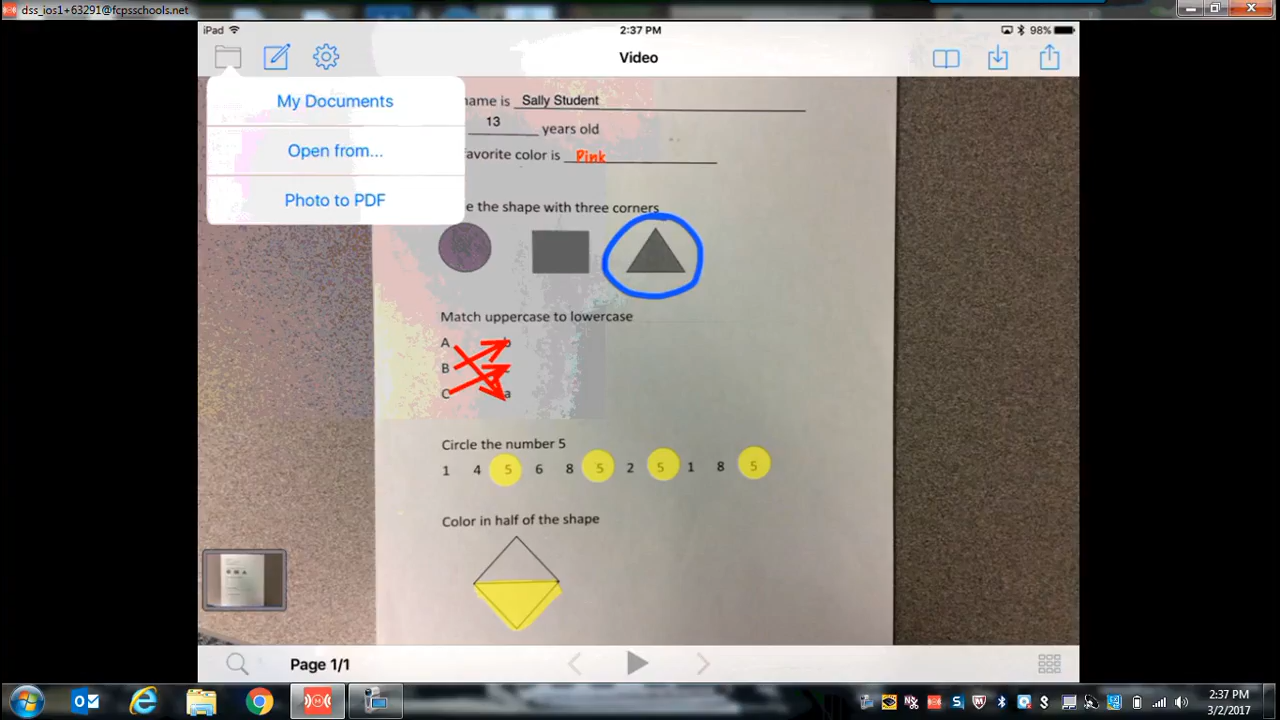 dss_ios1+63291@fcpsschools.net
iPad 2:37 PM 98%
Video
My Documents
Open from...
Photo to PDF
name is Sally Student
13 years old
avorite color is Pink
e the shape with three corners
Match uppercase to lowercase
A b
B
C a
Circle the number 5
1 4 5 6 8 5 2 5 1 8 5
Color in half of the shape
Page 1/1
2:37 PM
3/2/2017